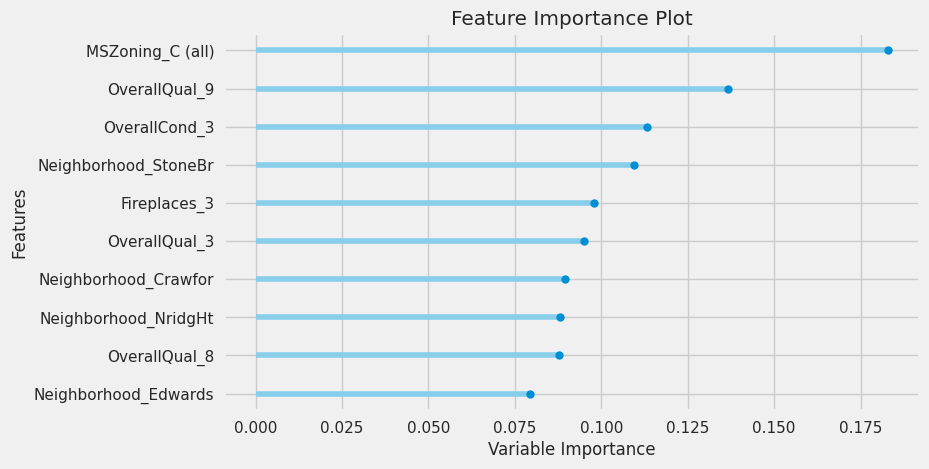 Feature Importance Plot
Features
MSZoning_C (all)
OverallQual_9
OverallCond_3
Neighborhood_StoneBr
Fireplaces_3
OverallQual_3
Neighborhood_Crawfor
Neighborhood_NridgHt
OverallQual_8
Neighborhood_Edwards
0.000 0.025 0.050 0.075 0.100 0.125 0.150 0.175
Variable Importance